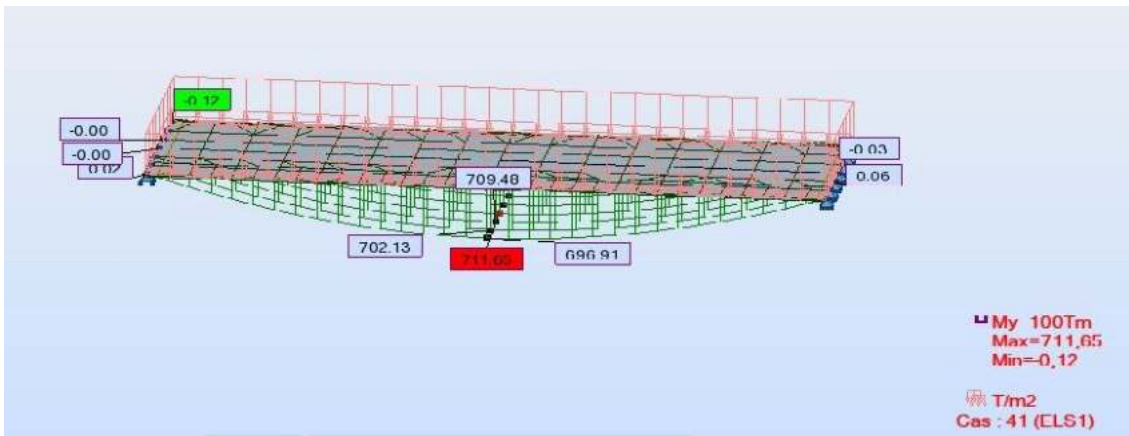 -0.12
-0.00
-0.00
0.02
-0.03
0.06
709.48
702.13
711.65
696.91
My 100Tm
Max=711,65
Min=-0,12
T/m2
Cas : 41 (ELS1)